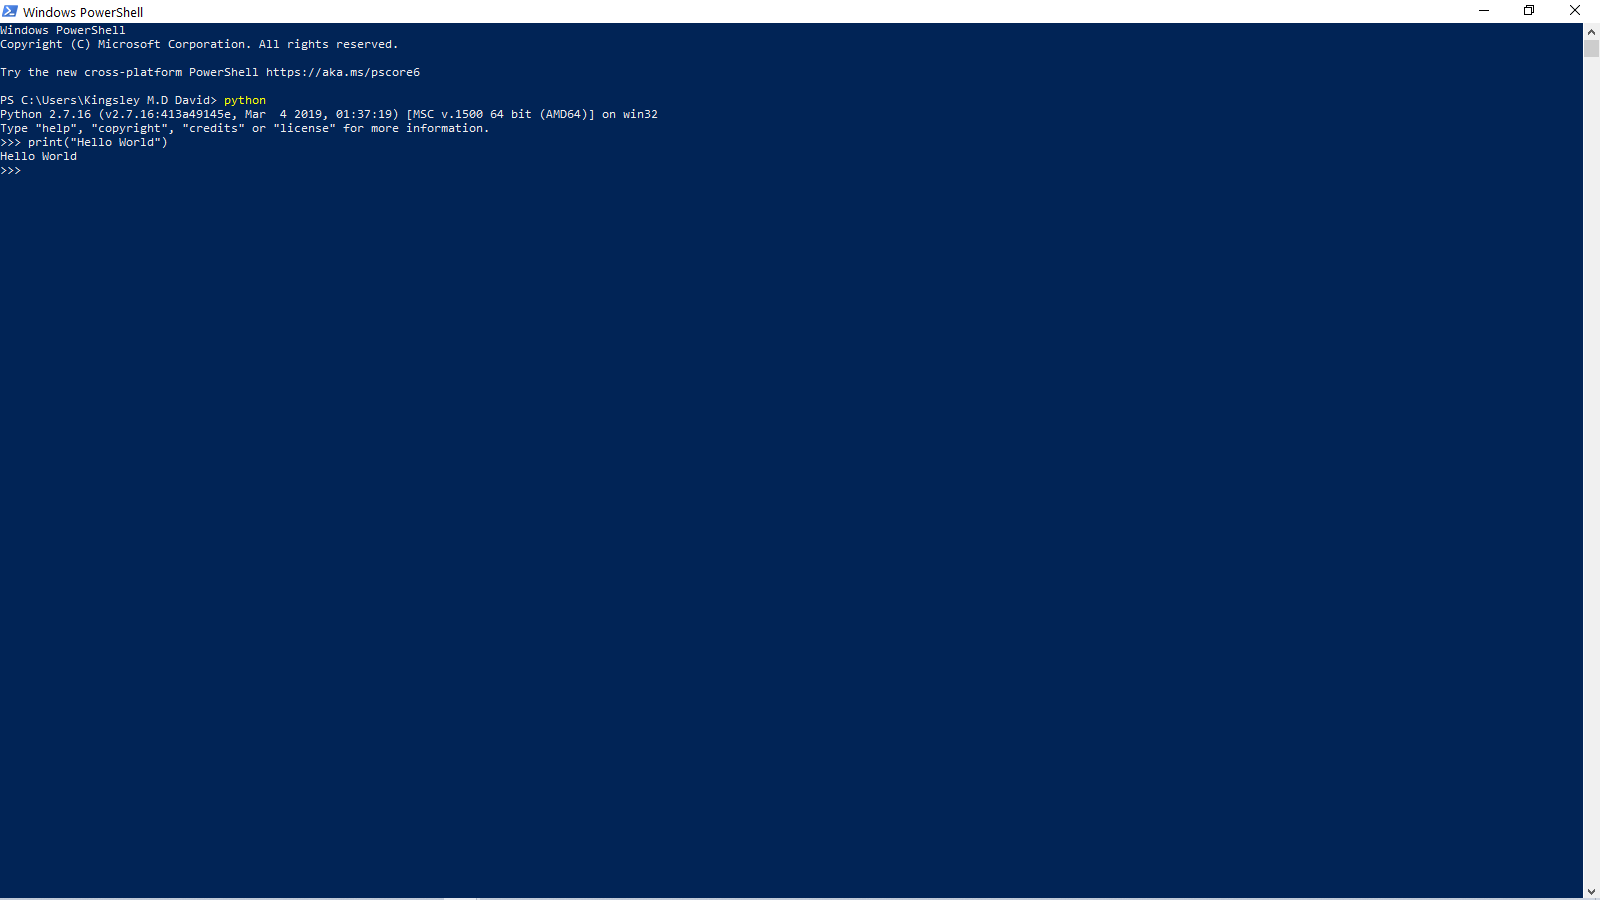 Windows PowerShell
Windows PowerShell
Copyright (C) Microsoft Corporation. All rights reserved.
Try the new cross-platform PowerShell https://aka.ms/pscore6
PS C:\Users\Kingsley M.D David> python
Python 2.7.16 (v2.7.16:413a49145e, Mar  4 2019, 01:37:19) [MSC v.1500 64 bit (AMD64)] on win32
Type "help", "copyright", "credits" or "license" for more information.
>>> print("Hello World")
Hello World
>>>